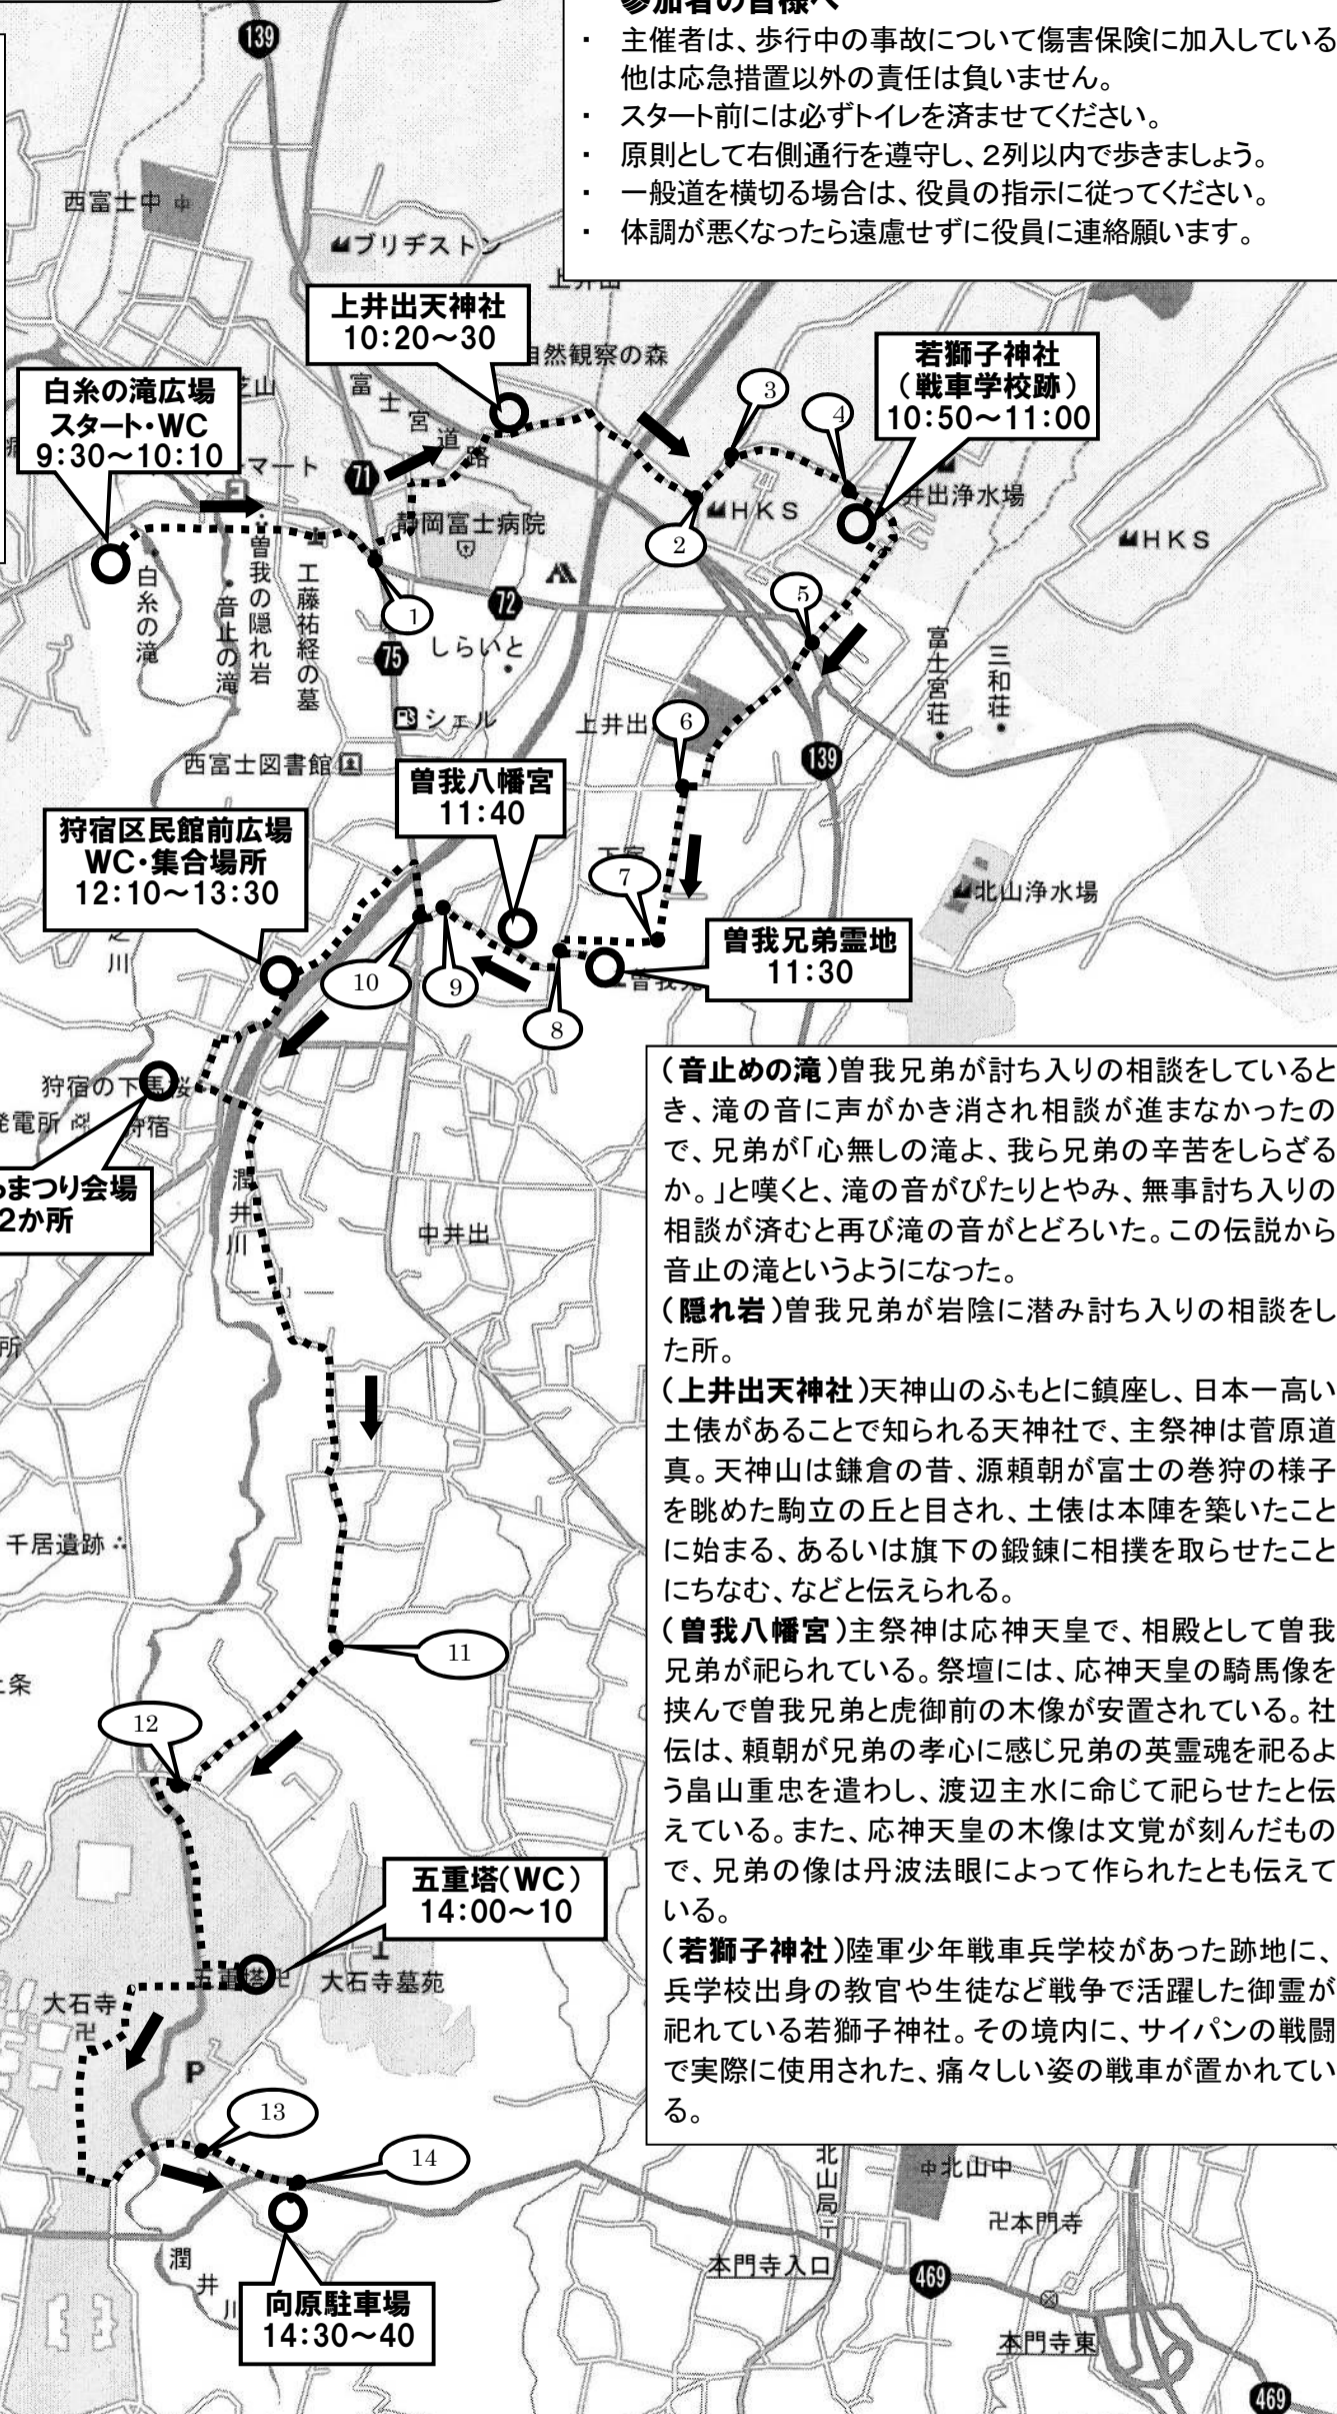 参加者の皆様へ
・ 主催者は、歩行中の事故について傷害保険に加入している
他は応急措置以外の責任は負いません。
・ スタート前には必ずトイレを済ませてください。
・ 原則として右側通行を遵守し、2列以内で歩きましょう。
・ 一般道を横切る場合は、役員の指示に従ってください。
・ 体調が悪くなったら遠慮せずに役員に連絡願います。
139
西富士中
中
ブリヂストン
上井出
上井出天神社
10:20~30
自然観察の森
若獅子神社
(戦車学校跡)
10:50~11:00
白糸の滝広場
スタート・WC
9:30~10:10
芝山
マート
富士宮道路
71
3
4
上井出浄水場
HKS
HKS
静岡富士病院
2
白糸の滝
音止の滝
曽我の隠れ岩
工藤祐経の墓
1
72
5
75
しらいと
富士宮荘
三和荘
シェル
上井出
6
西富士図書館
139
曽我八幡宮
11:40
狩宿区民館前広場
WC・集合場所
12:10~13:30
7
北山浄水場
芝川
曽我兄弟霊地
11:30
10
9
8
狩宿の下馬桜
発電所
狩宿
らまつり会場
2か所
潤井川
中井出
所
千居遺跡
11
上条
12
五重塔(WC)
14:00~10
五重塔卍
大石寺墓苑
大石寺
卍
P
13
14
潤井川
向原駐車場
14:30~40
(音止めの滝)曽我兄弟が討ち入りの相談をしていると
き、滝の音に声がかき消され相談が進まなかったの
で、兄弟が「心無しの滝よ、我ら兄弟の辛苦をしらざる
か。」と嘆くと、滝の音がぴたりとやみ、無事討ち入りの
相談が済むと再び滝の音がとどろいた。この伝説から
音止の滝というようになった。
(隠れ岩)曽我兄弟が岩陰に潜み討ち入りの相談をし
た所。
(上井出天神社)天神山のふもとに鎮座し、日本一高い
土俵があることで知られる天神社で、主祭神は菅原道
真。天神山は鎌倉の昔、源頼朝が富士の巻狩の様子
を眺めた駒立の丘と目され、土俵は本陣を築いたこと
に始まる、あるいは旗下の鍛錬に相撲を取らせたこと
にちなむ、などと伝えられる。
(曽我八幡宮)主祭神は応神天皇で、相殿として曽我
兄弟が祀られている。祭壇には、応神天皇の騎馬像を
挟んで曽我兄弟と虎御前の木像が安置されている。社
伝は、頼朝が兄弟の孝心に感じ兄弟の英霊魂を祀るよ
う畠山重忠を遣わし、渡辺主水に命じて祀らせたと伝
えている。また、応神天皇の木像は文覚が刻んだもの
で、兄弟の像は丹波法眼によって作られたとも伝えて
いる。
(若獅子神社)陸軍少年戦車兵学校があった跡地に、
兵学校出身の教官や生徒など戦争で活躍した御霊が
祀れている若獅子神社。その境内に、サイパンの戦闘
で実際に使用された、痛々しい姿の戦車が置かれてい
る。
北山局
中北山中
卍本門寺
本門寺入口
469
本門寺東
469